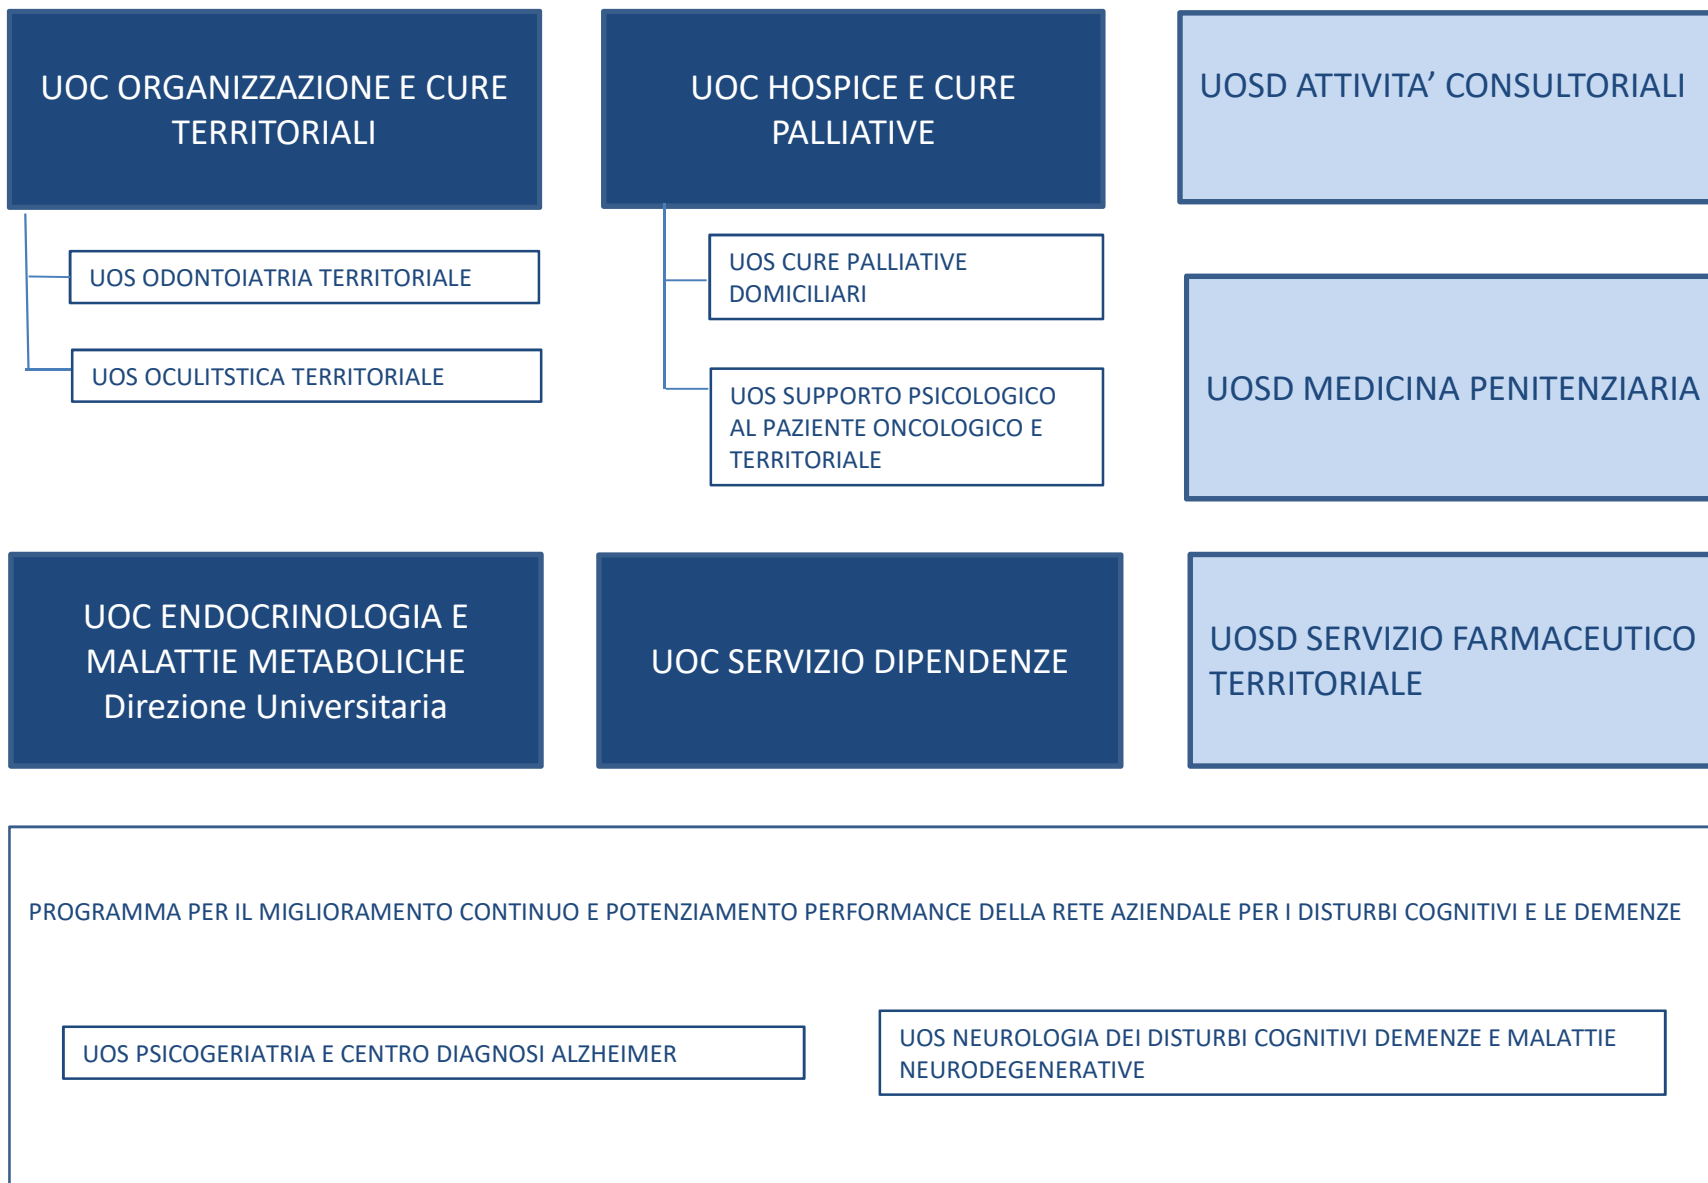 UOC ORGANIZZAZIONE E CURE
TERRITORIALI
UOS ODONTOIATRIA TERRITORIALE
UOS OCULITSTICA TERRITORIALE
UOC HOSPICE E CURE
PALLIATIVE
UOS CURE PALLIATIVE
DOMICILIARI
UOS SUPPORTO PSICOLOGICO
AL PAZIENTE ONCOLOGICO E
TERRITORIALE
UOSD ATTIVITA’ CONSULTORIALI
UOSD MEDICINA PENITENZIARIA
UOC ENDOCRINOLOGIA E
MALATTIE METABOLICHE
Direzione Universitaria
UOC SERVIZIO DIPENDENZE
UOSD SERVIZIO FARMACEUTICO
TERRITORIALE
PROGRAMMA PER IL MIGLIORAMENTO CONTINUO E POTENZIAMENTO PERFORMANCE DELLA RETE AZIENDALE PER I DISTURBI COGNITIVI E LE DEMENZE
UOS PSICOGERIATRIA E CENTRO DIAGNOSI ALZHEIMER
UOS NEUROLOGIA DEI DISTURBI COGNITIVI DEMENZE E MALATTIE
NEURODEGENERATIVE